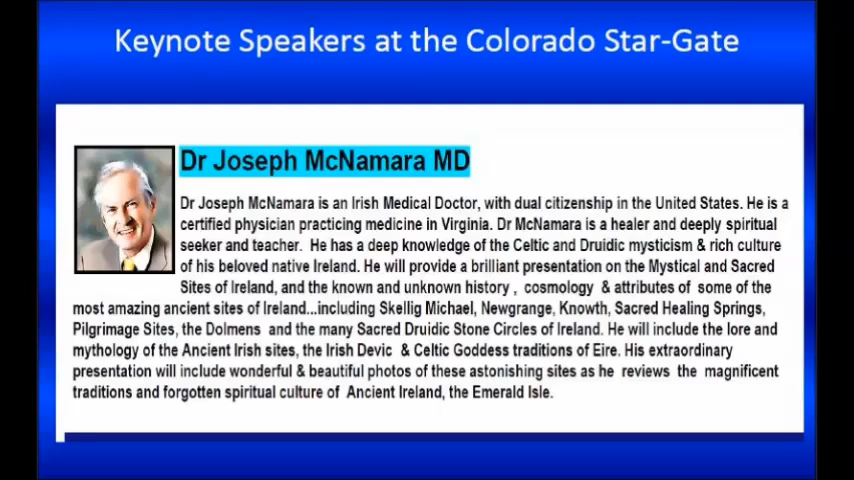 Keynote Speakers at the Colorado Star-Gate
Dr Joseph McNamara MD
Dr Joseph McNamara is an Irish Medical Doctor, with dual citizenship in the United States. He is a
certified physician practicing medicine in Virginia. Dr McNamara is a healer and deeply spiritual
seeker and teacher. He has a deep knowledge of the Celtic and Druidic mysticism & rich culture
of his beloved native Ireland. He will provide a brilliant presentation on the Mystical and Sacred
Sites of Ireland, and the known and unknown history , cosmology & attributes of some of the
most amazing ancient sites of Ireland...including Skellig Michael, Newgrange, Knowth, Sacred Healing Springs,
Pilgrimage Sites, the Dolmens and the many Sacred Druidic Stone Circles of Ireland. He will include the lore and
mythology of the Ancient Irish sites, the Irish Devic & Celtic Goddess traditions of Eire. His extraordinary
presentation will include wonderful & beautiful photos of these astonishing sites as he reviews the magnificent
traditions and forgotten spiritual culture of Ancient Ireland, the Emerald Isle.